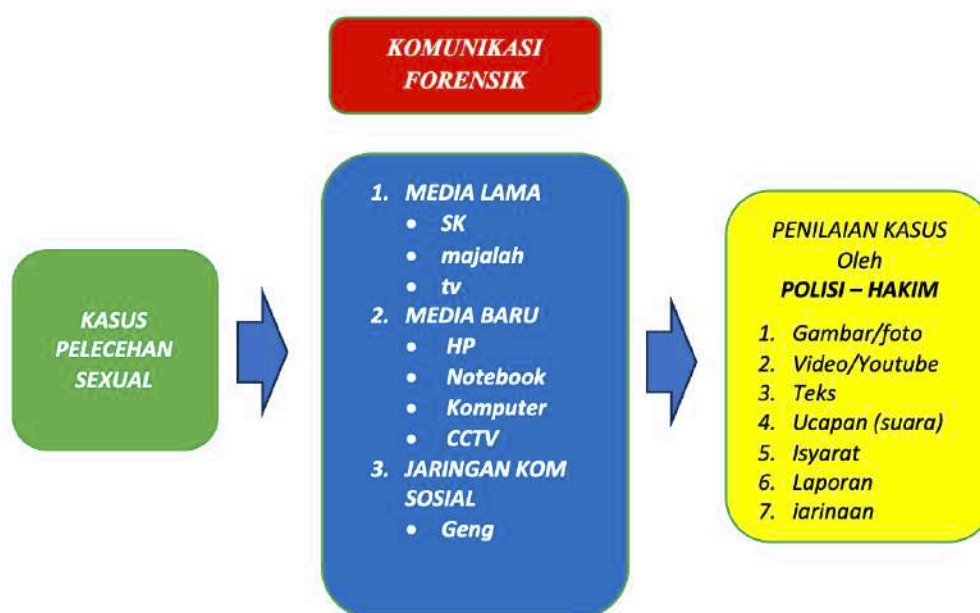 KOMUNIKASI
FORENSIK
KASUS
PELECEHAN
SEXUAL
1. MEDIA LAMA
• SK
• majalah
• tv
2. MEDIA BARU
• HP
• Notebook
• Komputer
• CCTV
3. JARINGAN KOM
SOSIAL
• Geng
PENILAIAN KASUS
Oleh
POLISI – HAKIM
1. Gambar/foto
2. Video/Youtube
3. Teks
4. Ucapan (suara)
5. Isyarat
6. Laporan
7. iarinaan